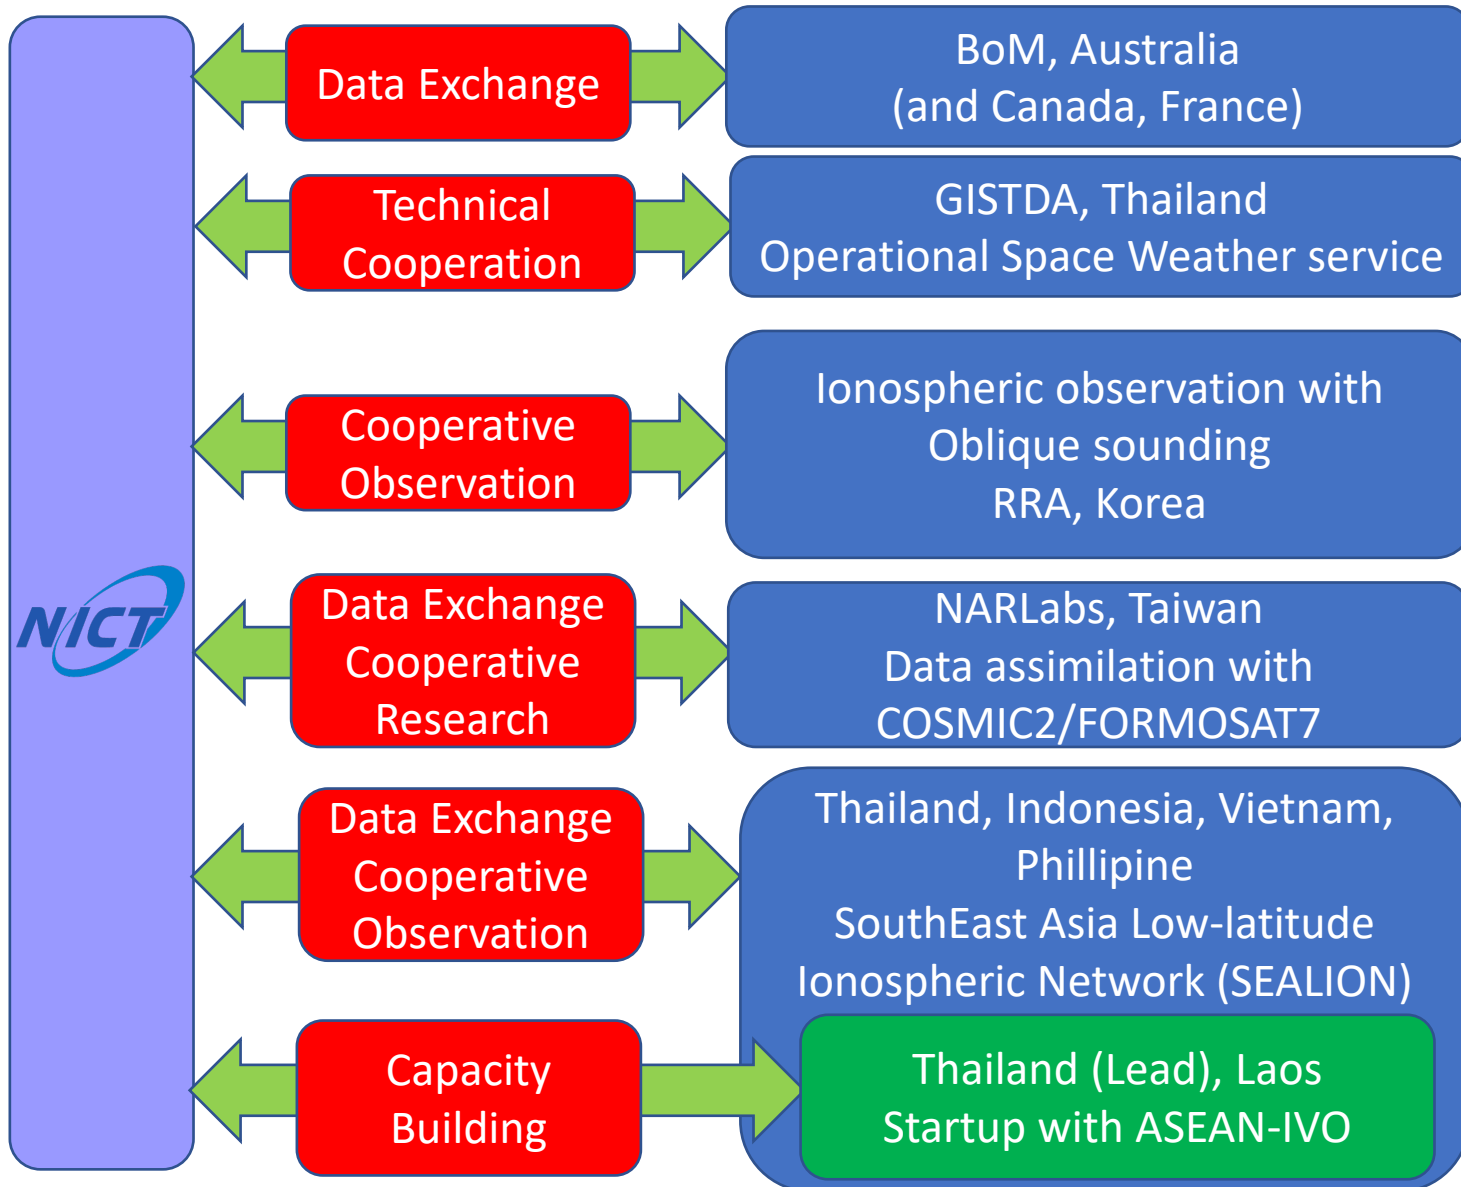 Data Exchange
BoM, Australia
(and Canada, France)
Technical
Cooperation
GISTDA, Thailand
Operational Space Weather service
Cooperative
Observation
Ionospheric observation with
Oblique sounding
RRA, Korea
NICT
Data Exchange
Cooperative
Research
NARLabs, Taiwan
Data assimilation with
COSMIC2/FORMOSAT7
Data Exchange
Cooperative
Observation
Thailand, Indonesia, Vietnam,
Phillipine
SouthEast Asia Low-latitude
Ionospheric Network (SEALION)
Capacity
Building
Thailand (Lead), Laos
Startup with ASEAN-IVO